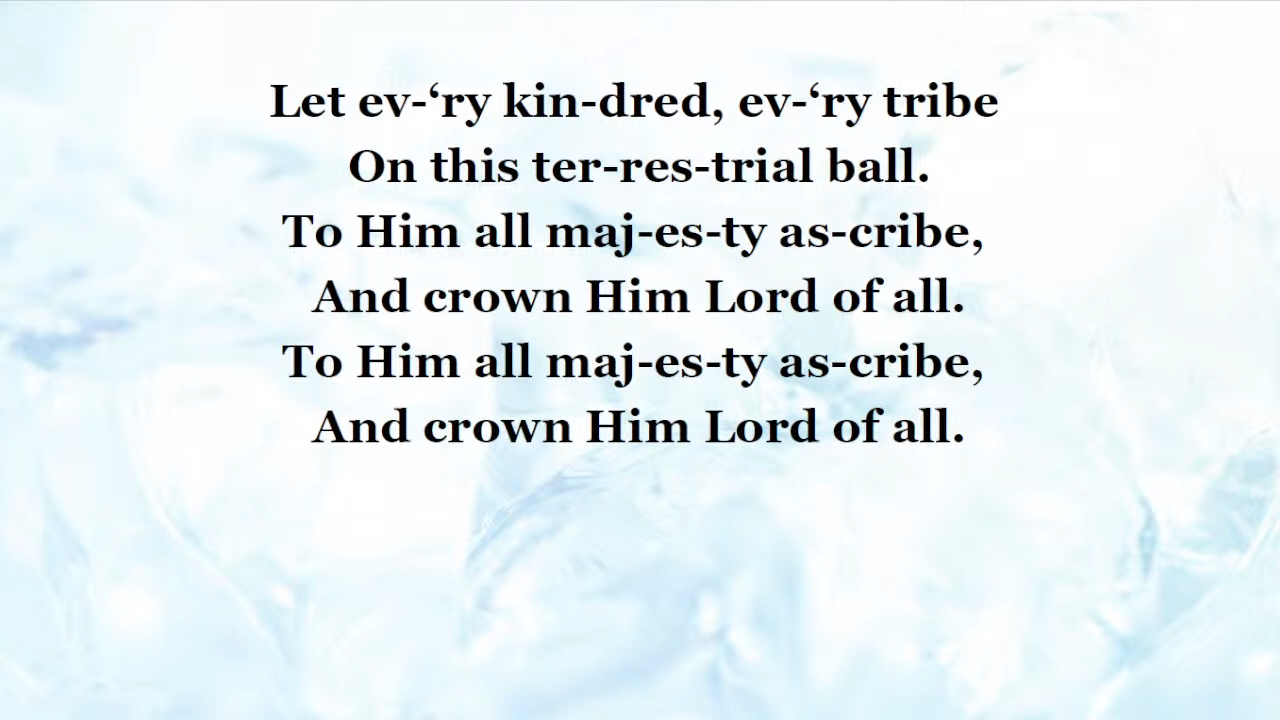 Let ev-‘ry kin-dred, ev-‘ry tribe
On this ter-res-trial ball.
To Him all maj-es-ty as-cribe,
And crown Him Lord of all.
To Him all maj-es-ty as-cribe,
And crown Him Lord of all.